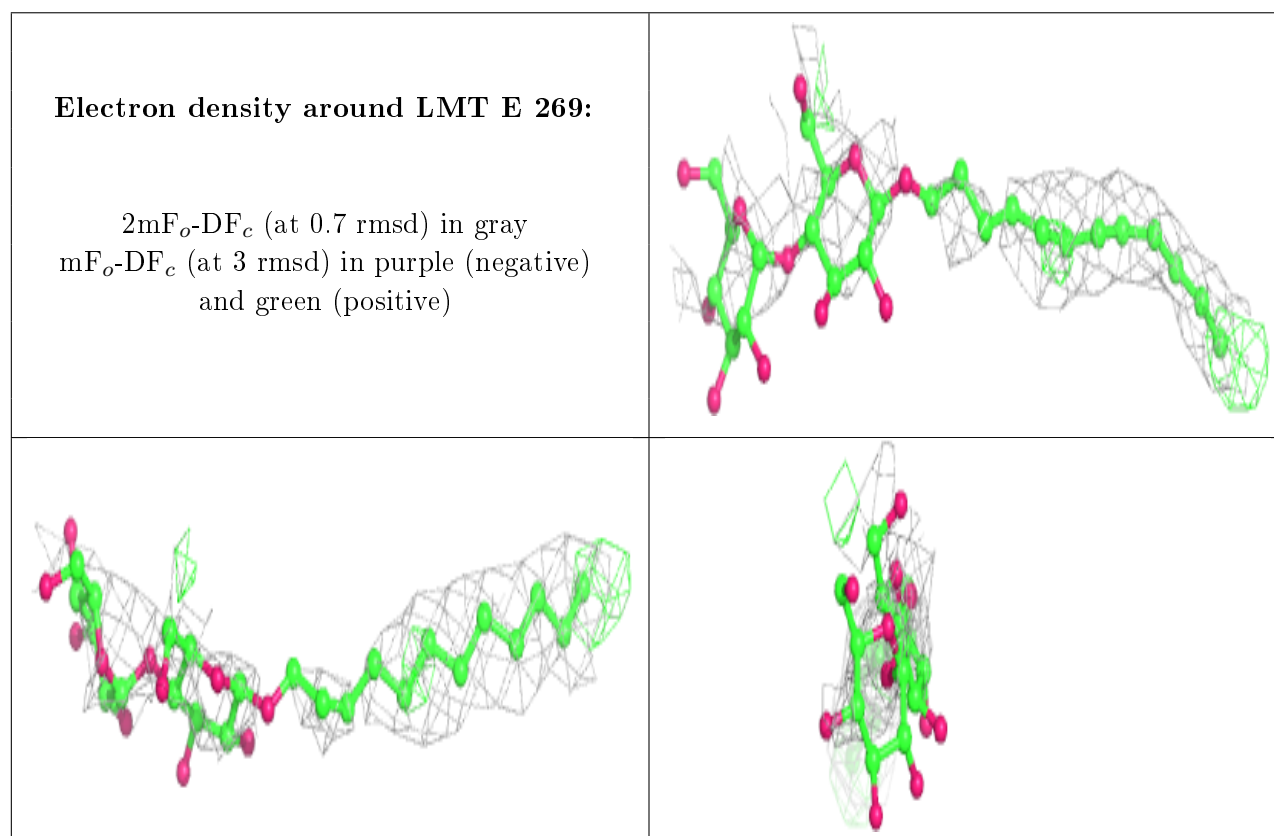 Electron density around LMT E 269:
2mFₒ-DF𝒸 (at 0.7 rmsd) in gray
mFₒ-DF𝒸 (at 3 rmsd) in purple (negative)
and green (positive)